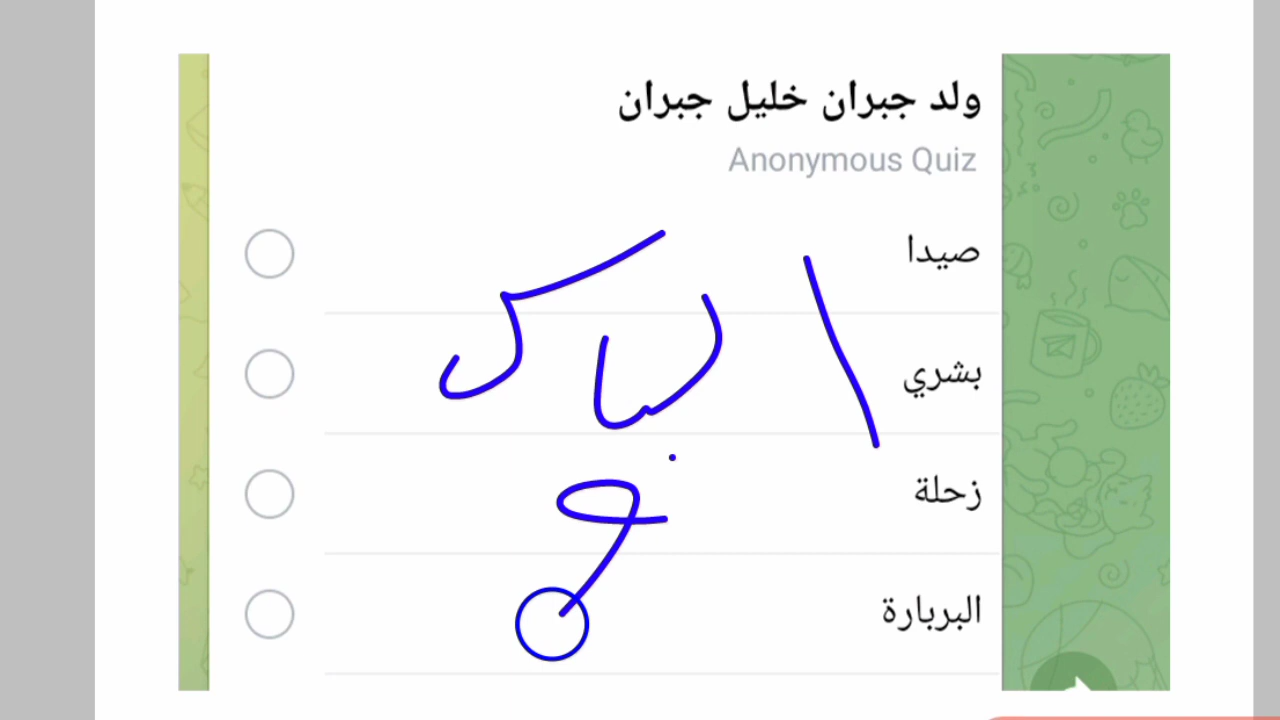 ولد جبران خليل جبران
Anonymous Quiz
صيدا
بشري
زحلة
البربارة